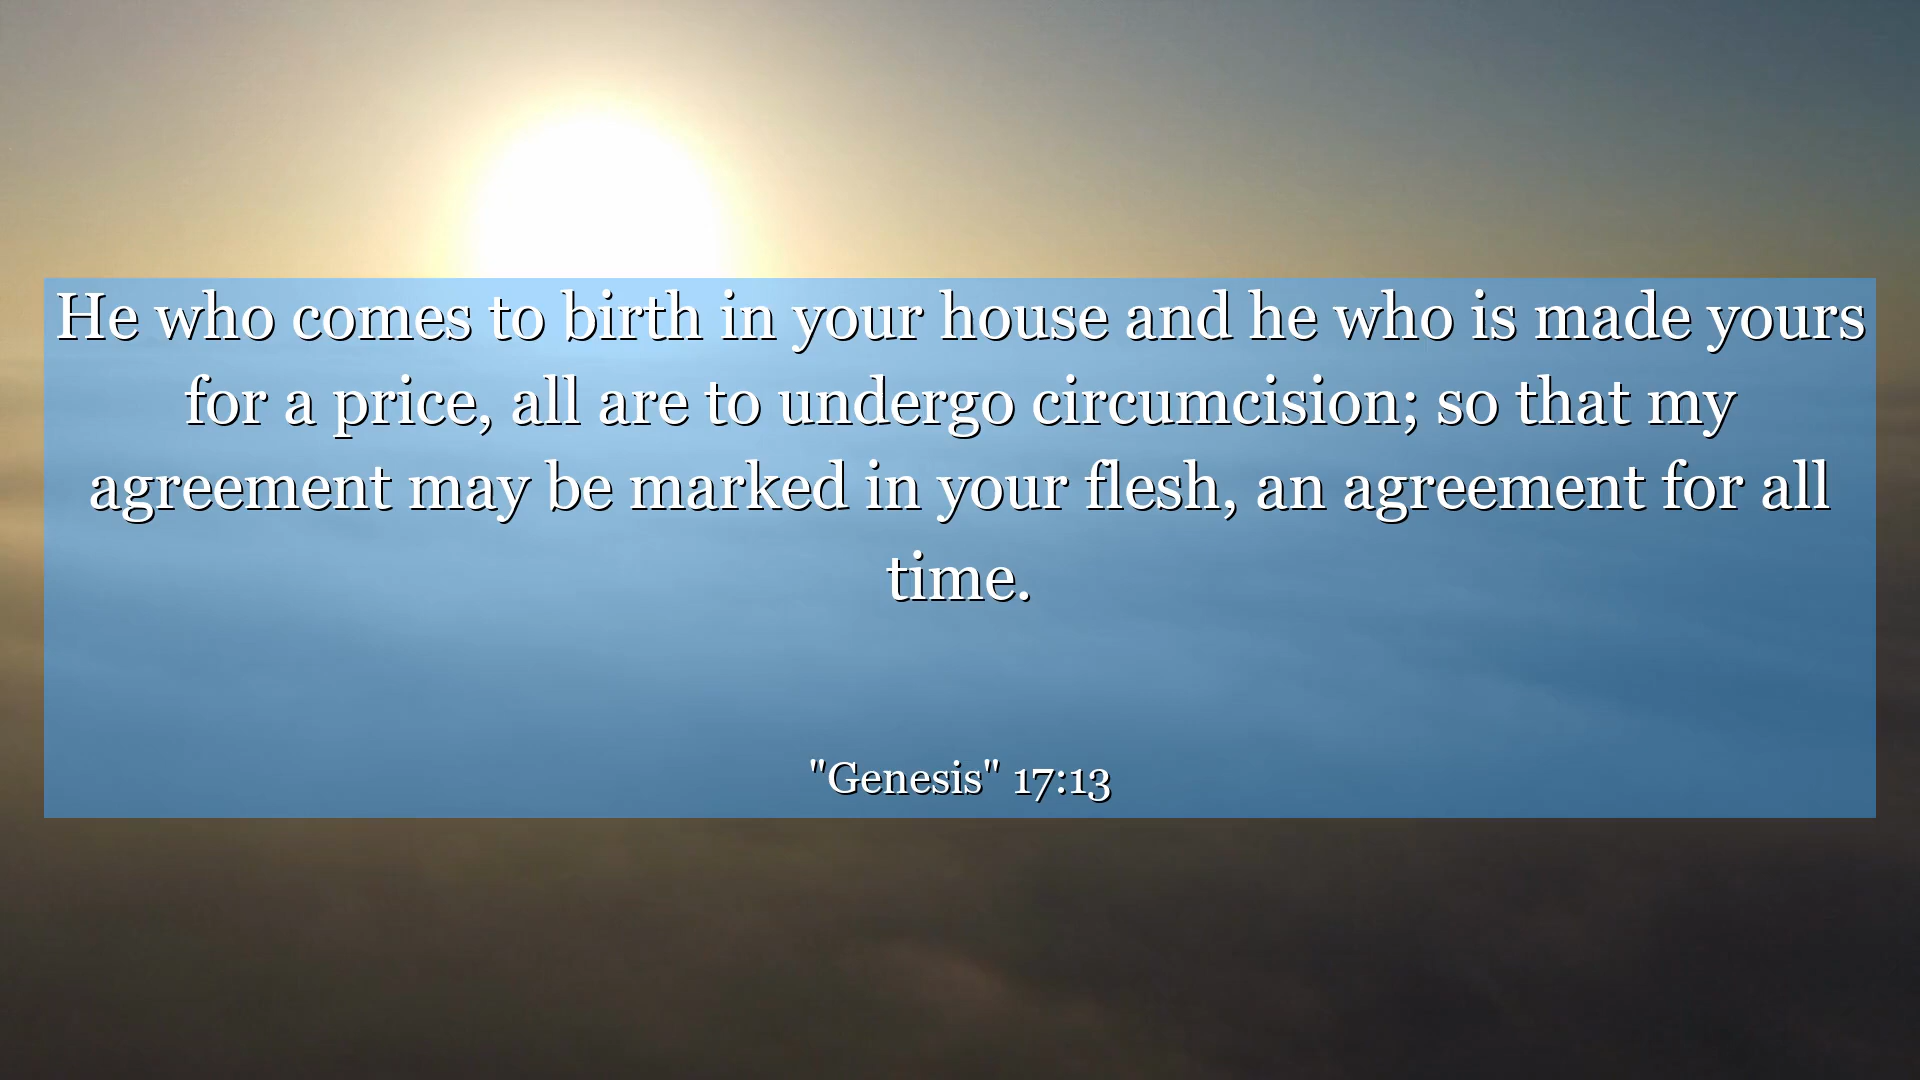 He who comes to birth in your house and he who is made yours
for a price, all are to undergo circumcision; so that my
agreement may be marked in your flesh, an agreement for all
time.
"Genesis" 17:13